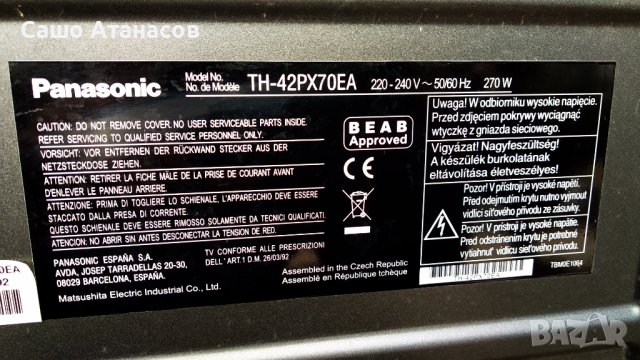 Сашо Атанасов
Panasonic
Model No.
No. de Modèle
TH-42PX70EA
220 - 240 V ~ 50/60 Hz
270 W
CAUTION: DO NOT REMOVE COVER. NO USER SERVICEABLE PARTS INSIDE.
REFER SERVICING TO QUALIFIED SERVICE PERSONNEL ONLY.
VORSICHT: VOR ENTFERNEN DER RÜCKWAND STECKER AUS DER
NETZSTECKDOSE ZIEHEN.
ATTENTION: RETIRER LA FICHE MÂLE DE PRISE DE COURANT AVANT
D'ENLEVER LE PANNEAU ARRIERE.
ATTENZIONE: PRIMA DI TOGLIERE LO SCHIENALE, L'APPARECCHIO DEVE ESSERE
STACCATO DALLA PRESA DI CORRENTE.
QUESTO MOBILE DEVE ESSERE RIMOSSO SOLAMENTE DA TECNICI QUALIFICATI.
ATENCION: NO ABRIR SIN ANTES DESCONECTAR DE LA RED.
PANASONIC ESPAÑA S.A.
AVDA, JOSEP TARRADELLAS 20-30,
08029 BARCELONA, ESPAÑA.
TV CONFORME ALLE PRESCRIZIONI
DELL'ART.1 D.M. 26/03/92
Matsushita Electric Industrial Co., Ltd.
BEAB
Approved
CE
Assembled in the Czech Republic
Assemblé en République tchèque
Uwaga! W odbiorniku wysokie napięcie.
Przed zdjęciem pokrywy wyciągnąć
wtyczkę z gniazda sieciowego.
Vigyázat! Nagyfeszültség!
A készülék burkolatának
eltávolítása életveszélyes!
Pozor! V přístroji je vysoké napětí.
Před odejmutím krytu nutno vyjmout
vidlici síťového přívodu ze zásuvky.
Pozor! V prístroji je vysoké napätie.
Pred odstránením krytu je potrebné
vytiahnuť vidlicu sieťového prívodu.
TH-42PX70EA
TBM0E1064
0EA
02
BAZAR